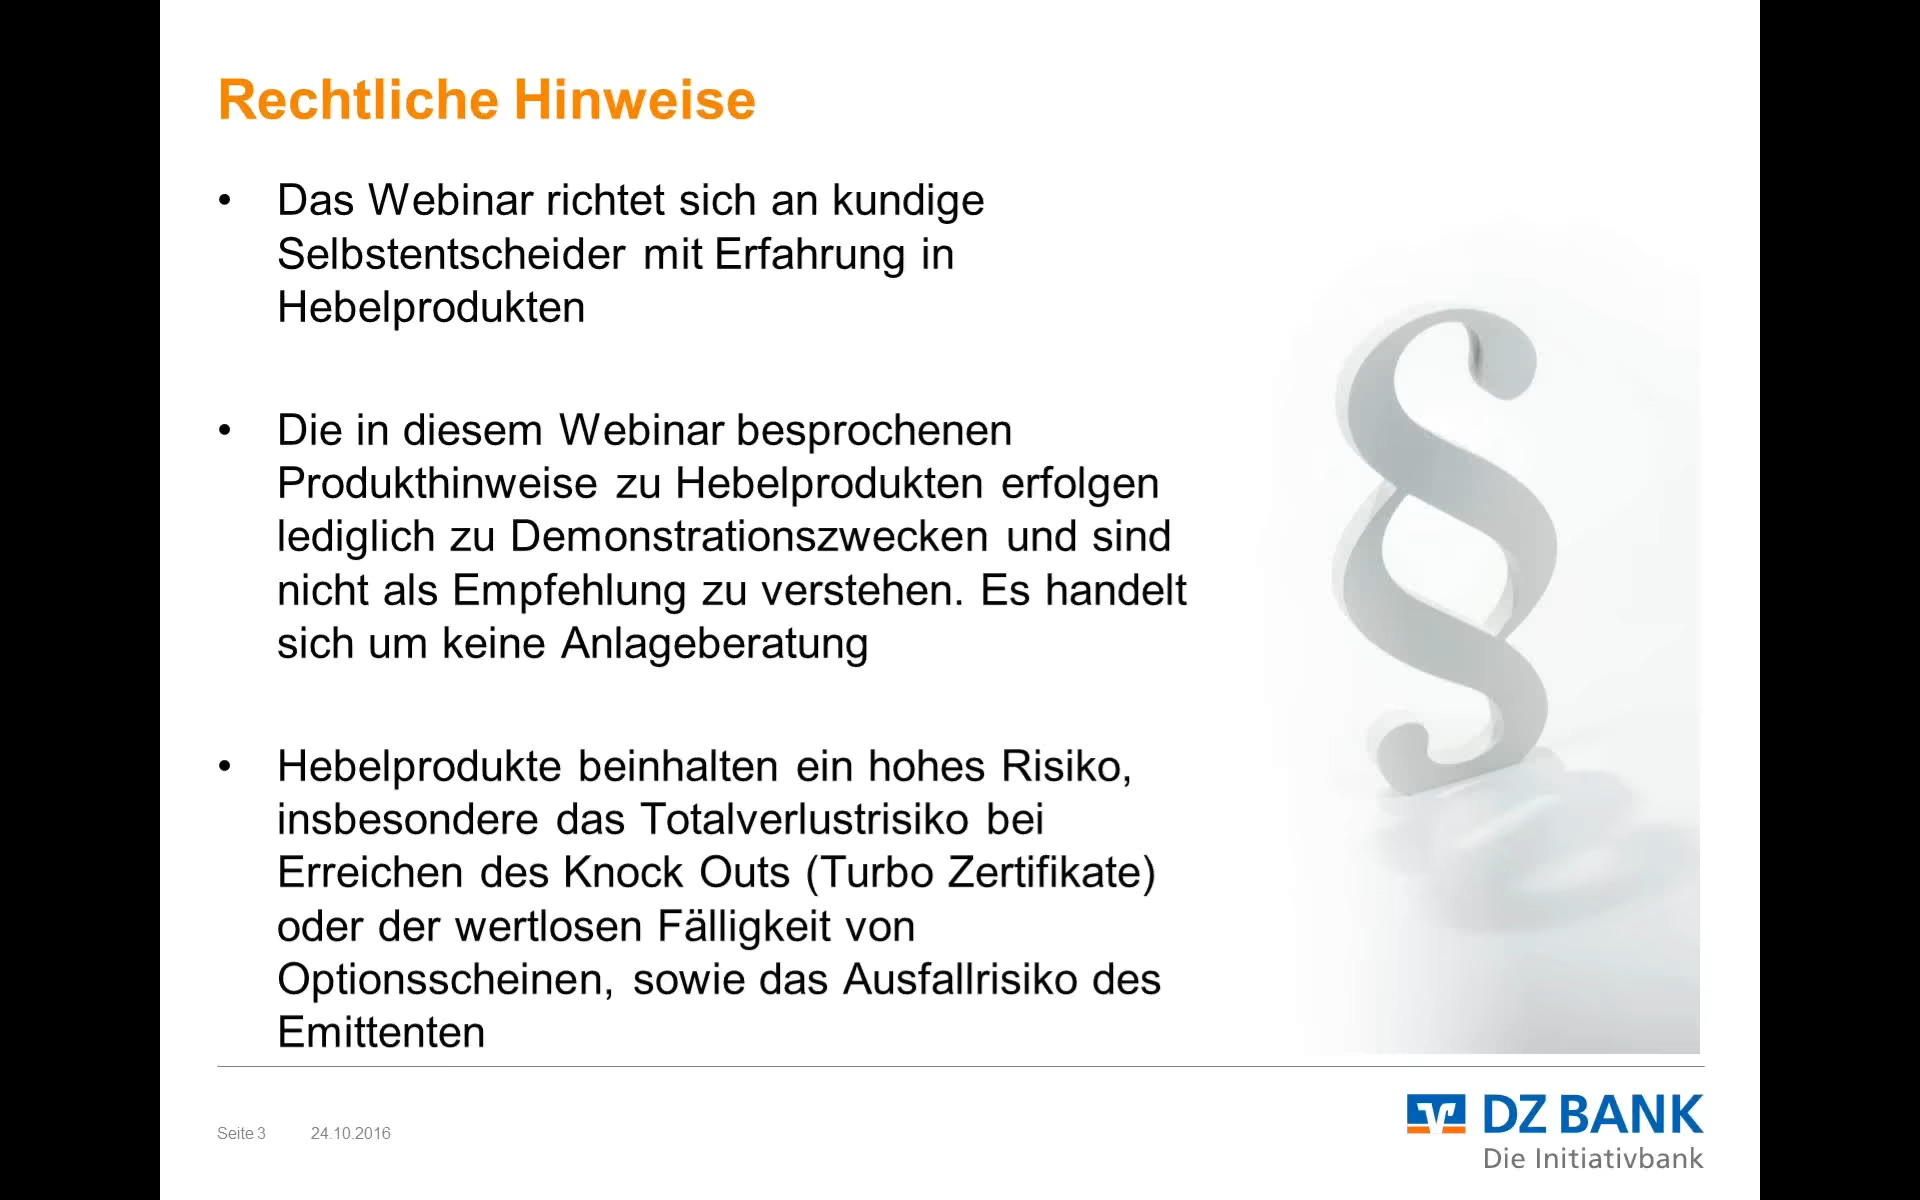 Rechtliche Hinweise
• Das Webinar richtet sich an kundige
Selbstentscheider mit Erfahrung in
Hebelprodukten
• Die in diesem Webinar besprochenen
Produkthinweise zu Hebelprodukten erfolgen
lediglich zu Demonstrationszwecken und sind
nicht als Empfehlung zu verstehen. Es handelt
sich um keine Anlageberatung
• Hebelprodukte beinhalten ein hohes Risiko,
insbesondere das Totalverlustrisiko bei
Erreichen des Knock Outs (Turbo Zertifikate)
oder der wertlosen Fälligkeit von
Optionsscheinen, sowie das Ausfallrisiko des
Emittenten
§
Seite 3 24.10.2016
DZ BANK
Die Initiativbank